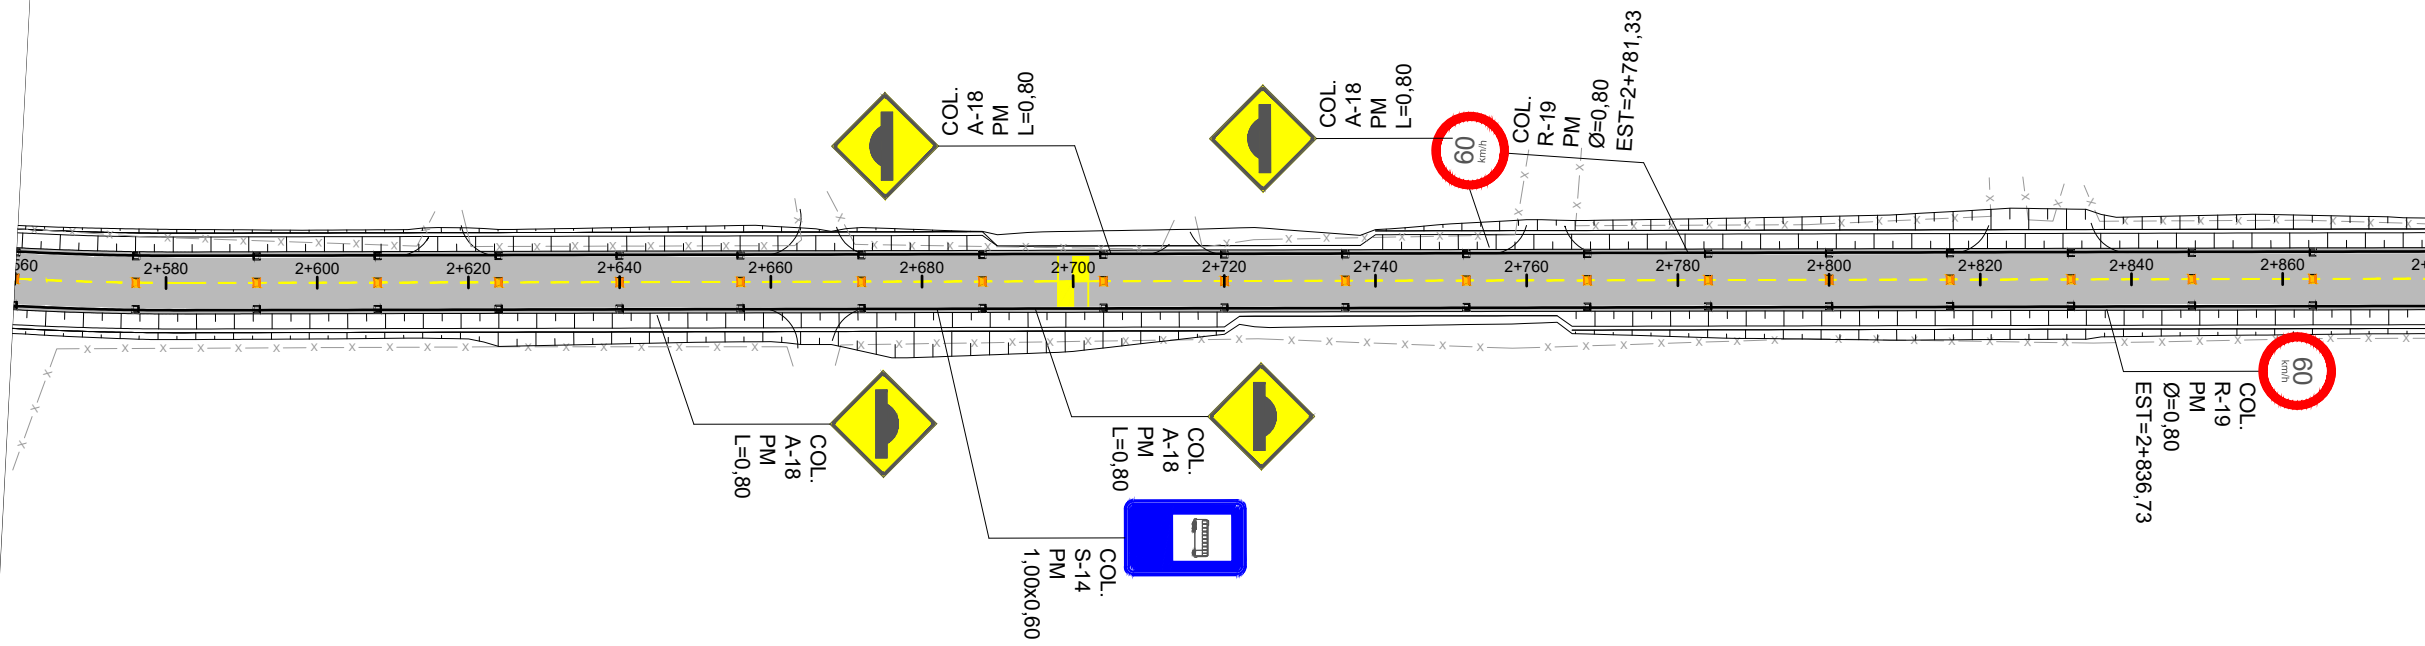 COL.
A-18
PM
L=0,80
COL.
A-18
PM
L=0,80
60
km/h
COL.
R-19
PM
Ø=0,80
EST=2+781,33
560
2+580
2+600
2+620
2+640
2+660
2+680
2+700
2+720
2+740
2+760
2+780
2+800
2+820
2+840
2+860
2+
COL.
A-18
PM
L=0,80
COL.
A-18
PM
L=0,80
COL.
S-14
PM
1,00x0,60
60
km/h
COL.
R-19
PM
Ø=0,80
EST=2+836,73